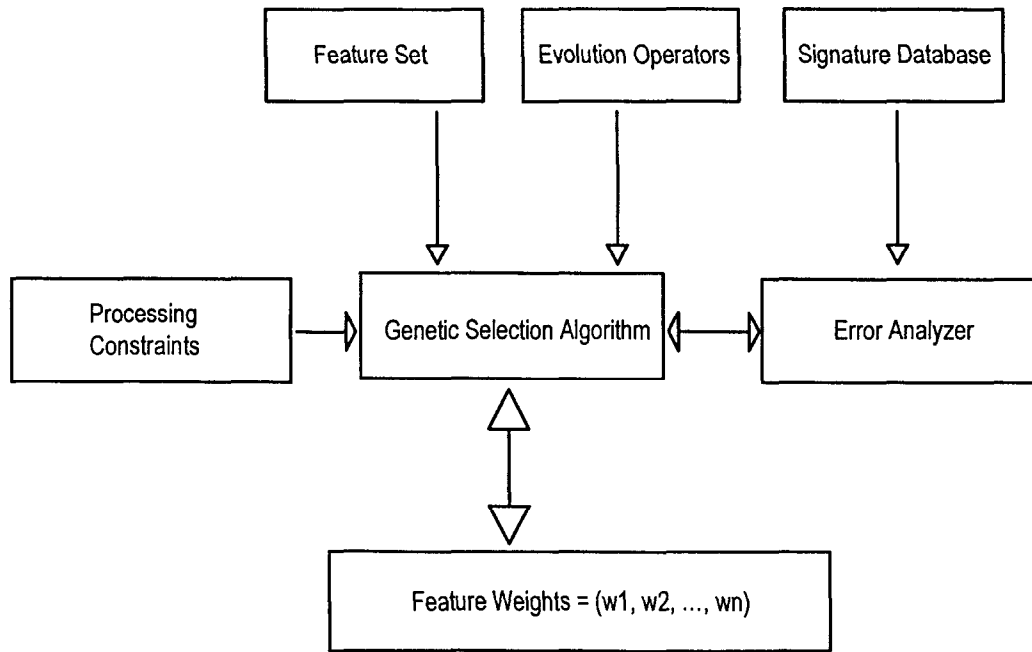 Feature Set
Evolution Operators
Signature Database
Processing
Constraints
Genetic Selection Algorithm
Error Analyzer
Feature Weights = (w1, w2, ..., wn)